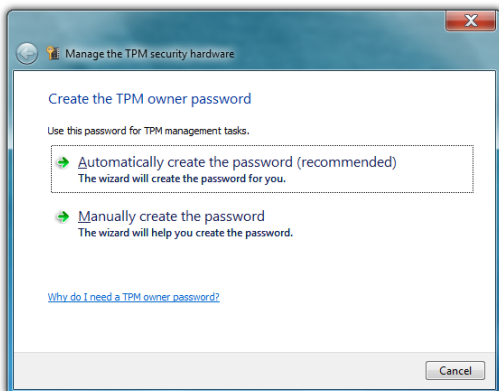 Manage the TPM security hardware
Create the TPM owner password
Use this password for TPM management tasks.
Automatically create the password (recommended)
The wizard will create the password for you.
Manually create the password
The wizard will help you create the password.
Why do I need a TPM owner password?
Cancel